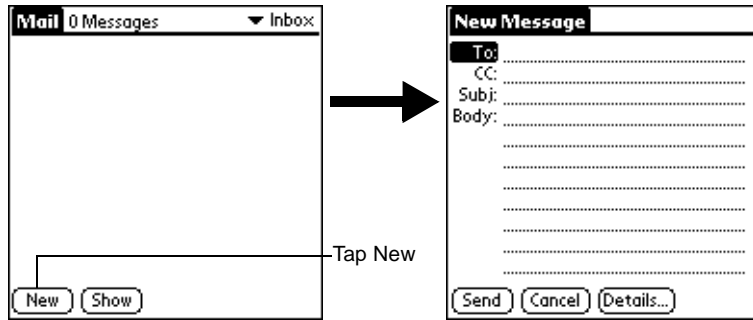 Mail 0 Messages Inbox
Tap New
New Show
New Message
To:
CC:
Subj:
Body:
Send Cancel Details...